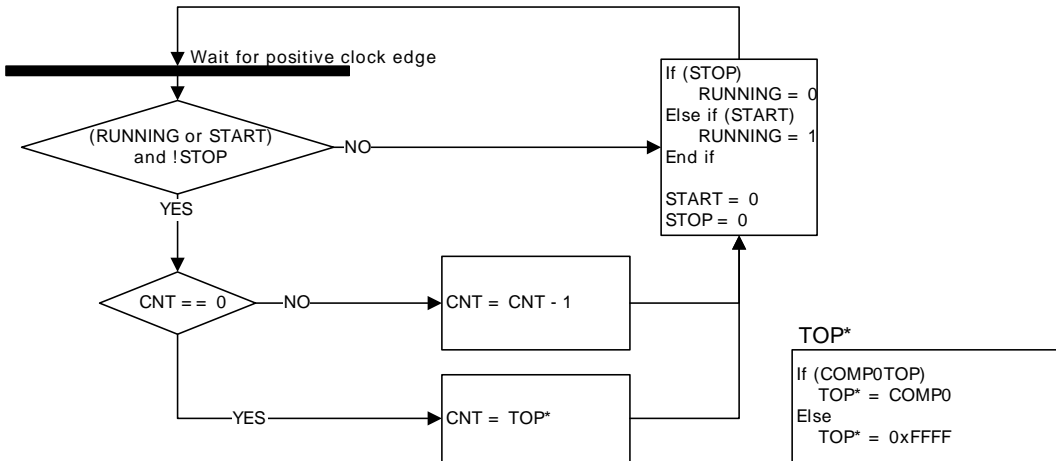 Wait for positive clock edge
(RUNNING or START)
and !STOP
NO
YES
If (STOP)
RUNNING = 0
Else if (START)
RUNNING = 1
End if
START = 0
STOP = 0
CNT == 0
NO
CNT = CNT - 1
YES
CNT = TOP*
TOP*
If (COMP0TOP)
TOP* = COMP0
Else
TOP* = 0xFFFF